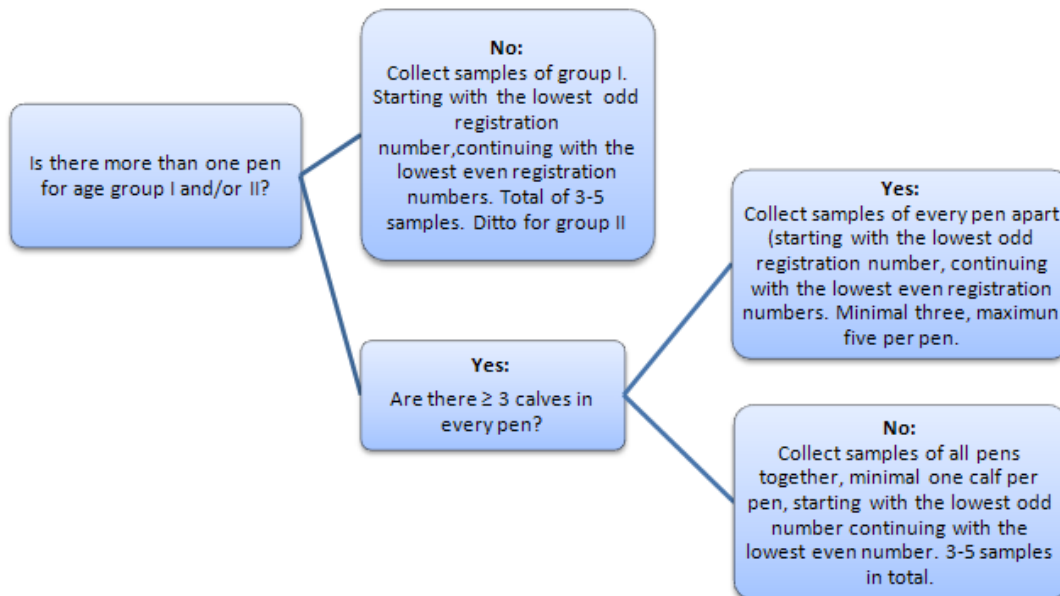 Is there more than one pen
for age group I and/or II?
No:
Collect samples of group I.
Starting with the lowest odd
registration
number,continuing with the
lowest even registration
numbers. Total of 3-5
samples. Ditto for group II
Yes:
Are there ≥ 3 calves in
every pen?
Yes:
Collect samples of every pen apart
(starting with the lowest odd
registration number, continuing
with the lowest even registration
numbers. Minimal three, maximun
five per pen.
No:
Collect samples of all pens
together, minimal one calf per
pen, starting with the lowest odd
number continuing with the
lowest even number. 3-5 samples
in total.